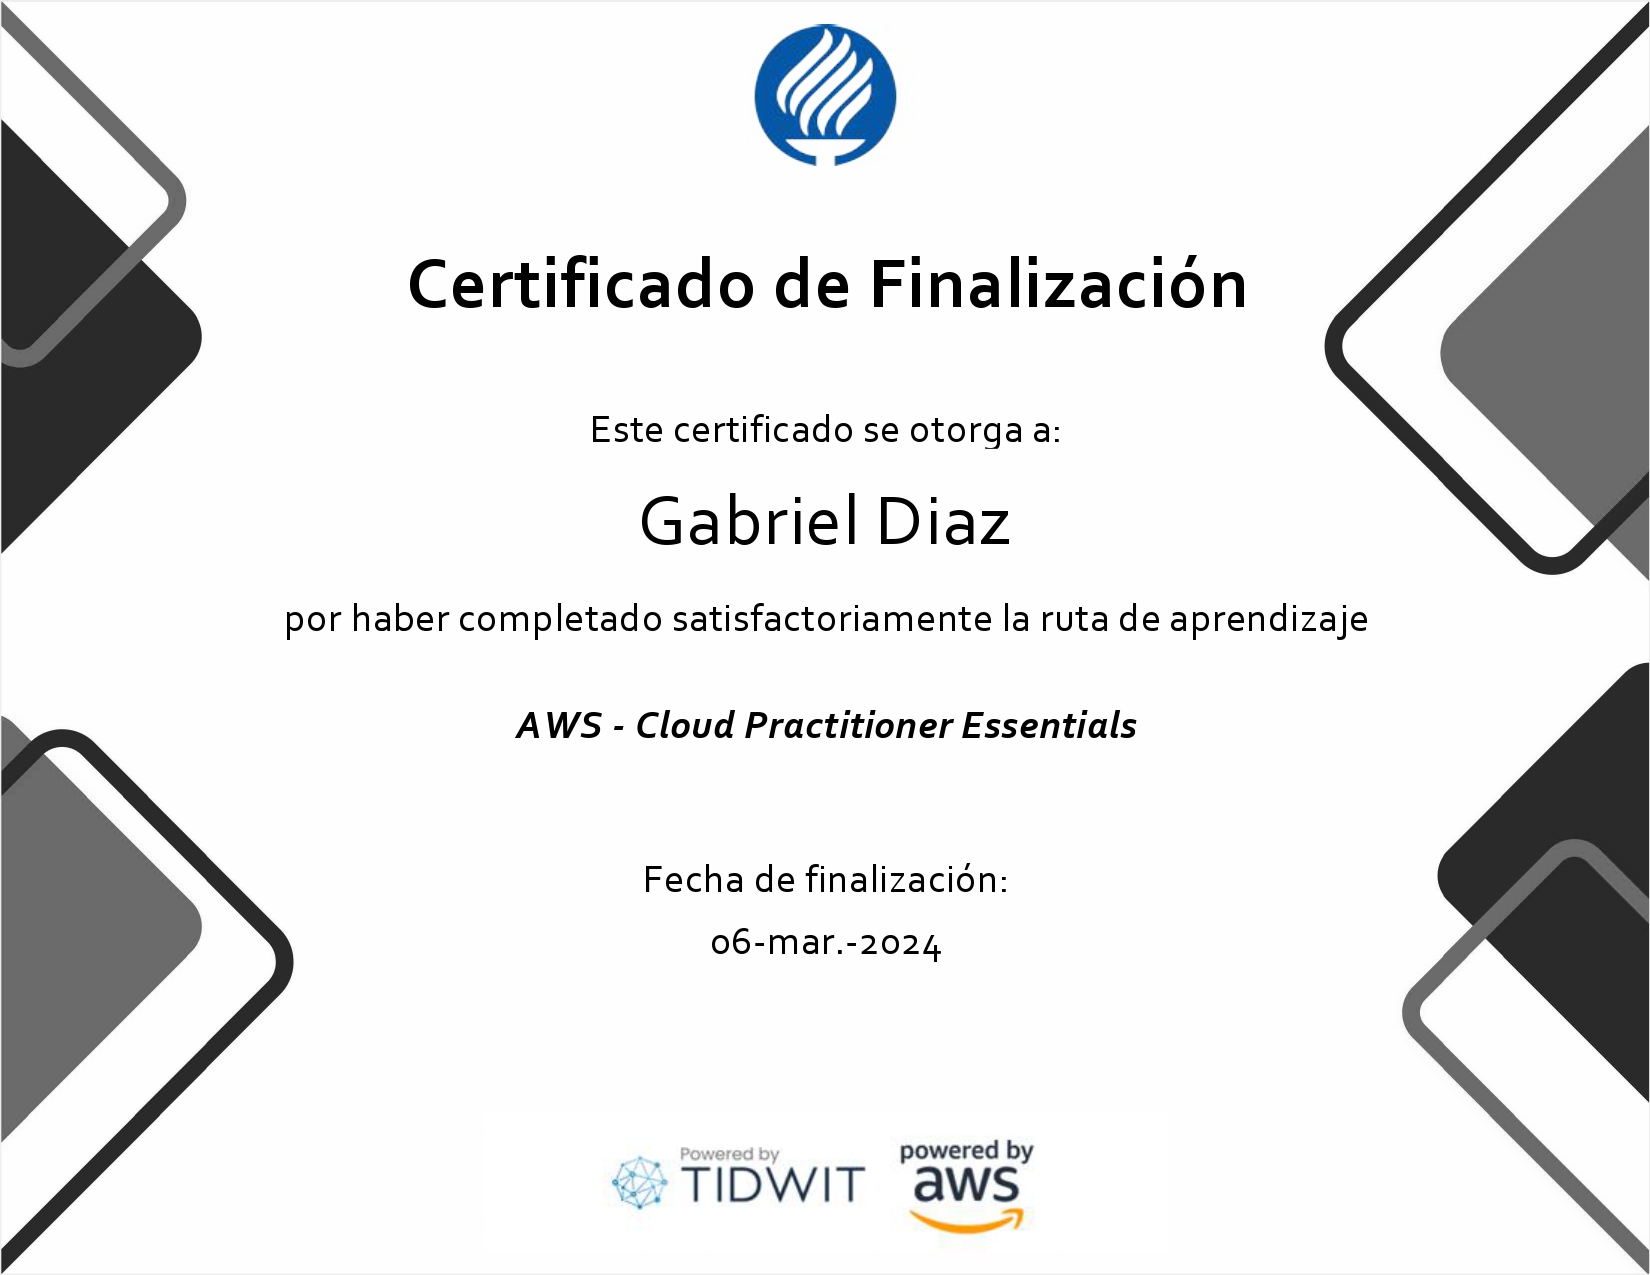 Certificado de Finalización
Este certificado se otorga a:
Gabriel Diaz
por haber completado satisfactoriamente la ruta de aprendizaje
AWS - Cloud Practitioner Essentials
Fecha de finalización:
06-mar.-2024
Powered by
TIDWIT
powered by
aws